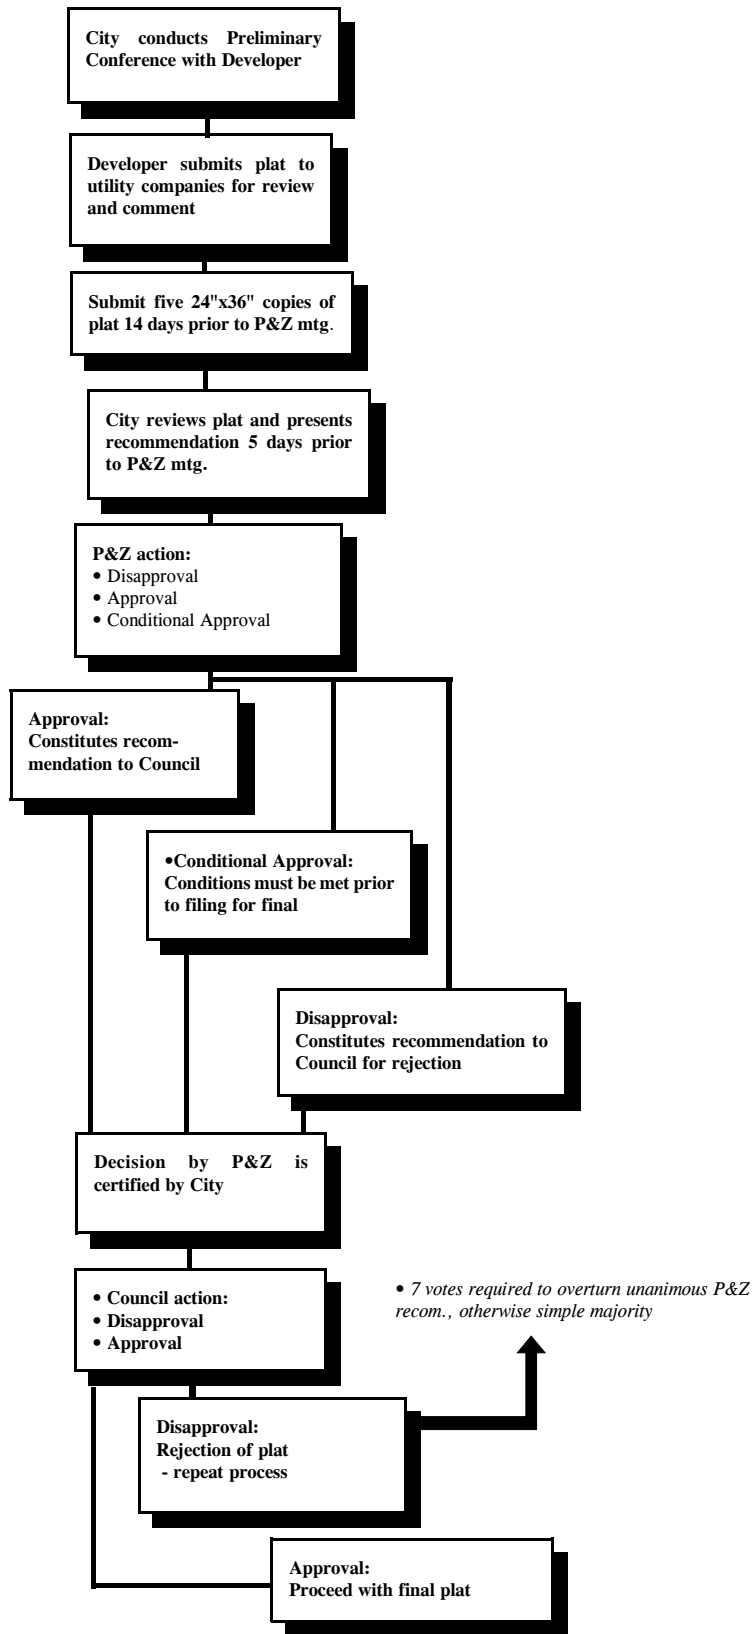 City conducts Preliminary
Conference with Developer
Developer submits plat to
utility companies for review
and comment
Submit five 24"x36" copies of
plat 14 days prior to P&Z mtg.
City reviews plat and presents
recommendation 5 days prior
to P&Z mtg.
P&Z action:
• Disapproval
• Approval
• Conditional Approval
Approval:
Constitutes recom-
mendation to Council
•Conditional Approval:
Conditions must be met prior
to filing for final
Disapproval:
Constitutes recommendation to
Council for rejection
Decision by P&Z is
certified by City
• Council action:
• Disapproval
• Approval
• 7 votes required to overturn unanimous P&Z
recom., otherwise simple majority
Disapproval:
Rejection of plat
- repeat process
Approval:
Proceed with final plat